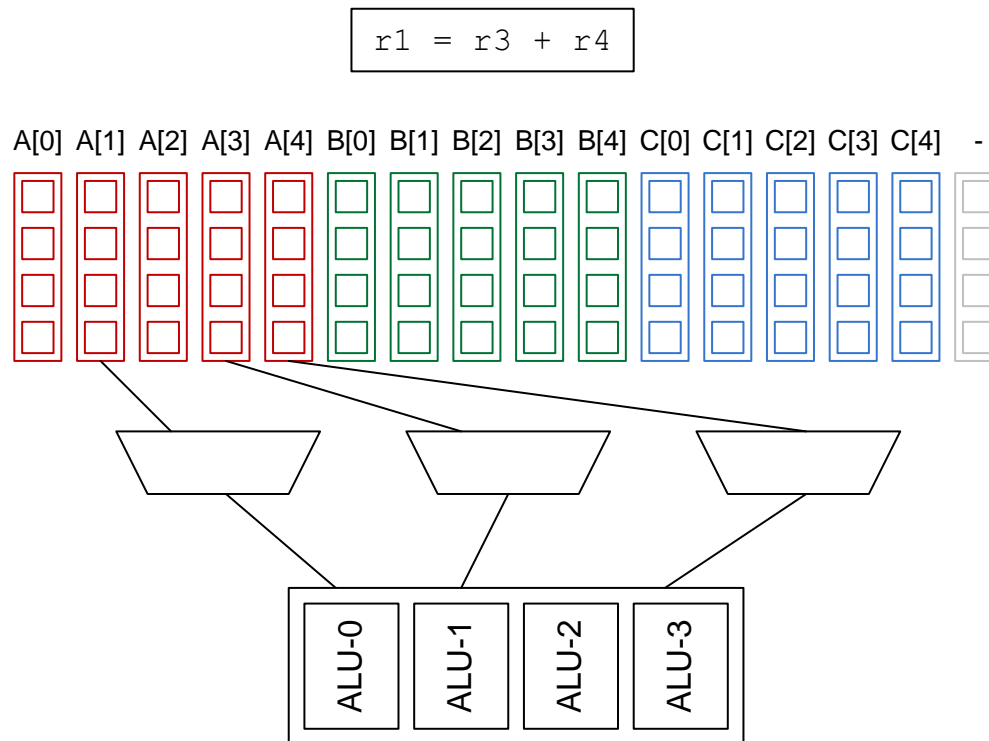 r1 = r3 + r4
A[0] A[1] A[2] A[3] A[4] B[0] B[1] B[2] B[3] B[4] C[0] C[1] C[2] C[3] C[4] -
ALU-0 ALU-1 ALU-2 ALU-3